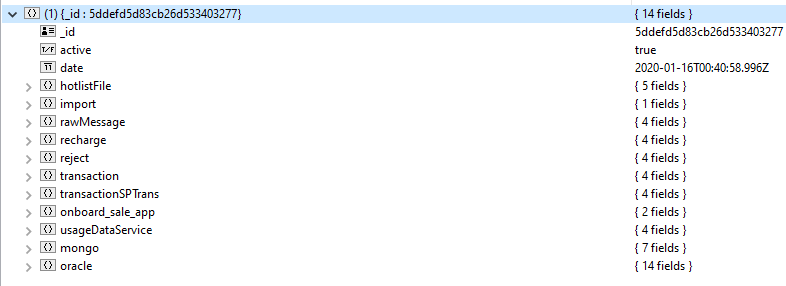 (1) {_id : 5ddefd5d83cb26d533403277} { 14 fields }
_id 5ddefd5d83cb26d533403277
T/F active true
date 2020-01-16T00:40:58.996Z
hotlistFile { 5 fields }
import { 1 fields }
rawMessage { 4 fields }
recharge { 4 fields }
reject { 4 fields }
transaction { 4 fields }
transactionSPTrans { 4 fields }
onboard_sale_app { 2 fields }
usageDataService { 4 fields }
mongo { 7 fields }
oracle { 14 fields }